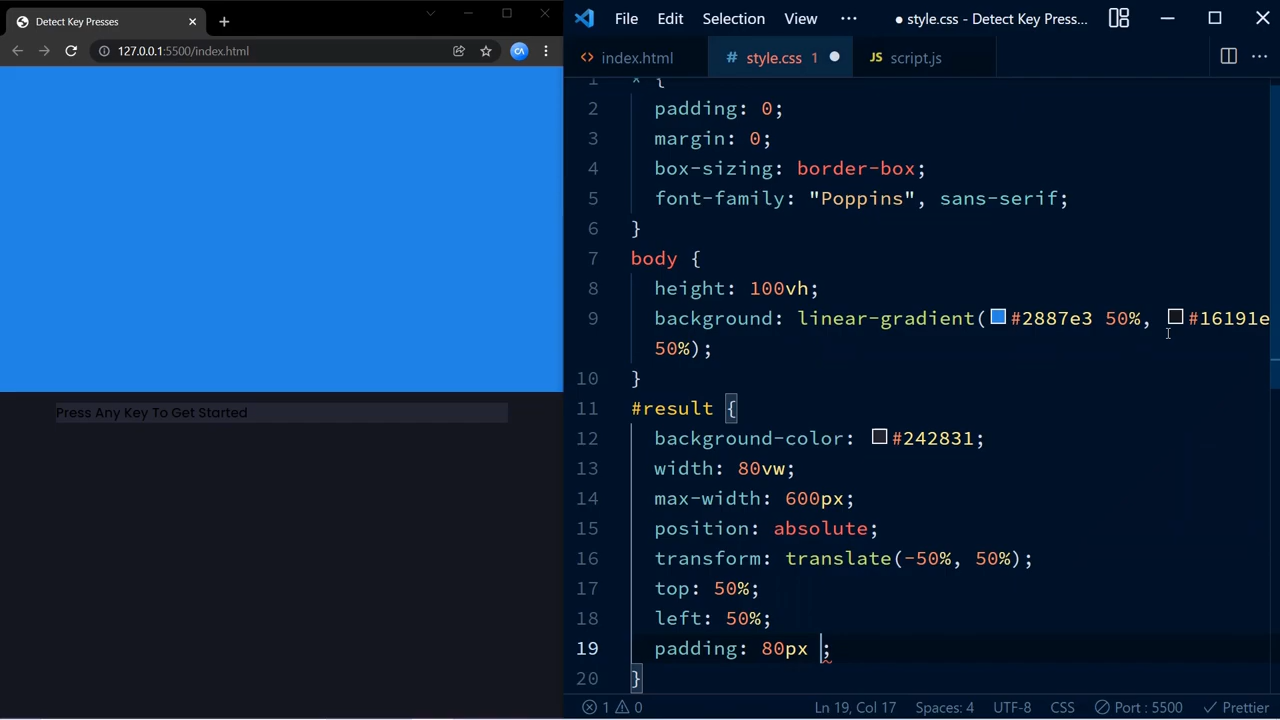 Detect Key Presses
127.0.0.1:5500/index.html
Press Any Key To Get Started
File Edit Selection View ··· ● style.css - Detect Key Press...
index.html
# style.css 1 ●
JS script.js
1 * {
2 padding: 0;
3 margin: 0;
4 box-sizing: border-box;
5 font-family: "Poppins", sans-serif;
6 }
7 body {
8 height: 100vh;
9 background: linear-gradient(#2887e3 50%, #16191e
50%);
10 }
11 #result {
12 background-color: #242831;
13 width: 80vw;
14 max-width: 600px;
15 position: absolute;
16 transform: translate(-50%, 50%);
17 top: 50%;
18 left: 50%;
19 padding: 80px ;
20 }
1 0 Ln 19, Col 17 Spaces: 4 UTF-8 CSS Port : 5500 Prettier